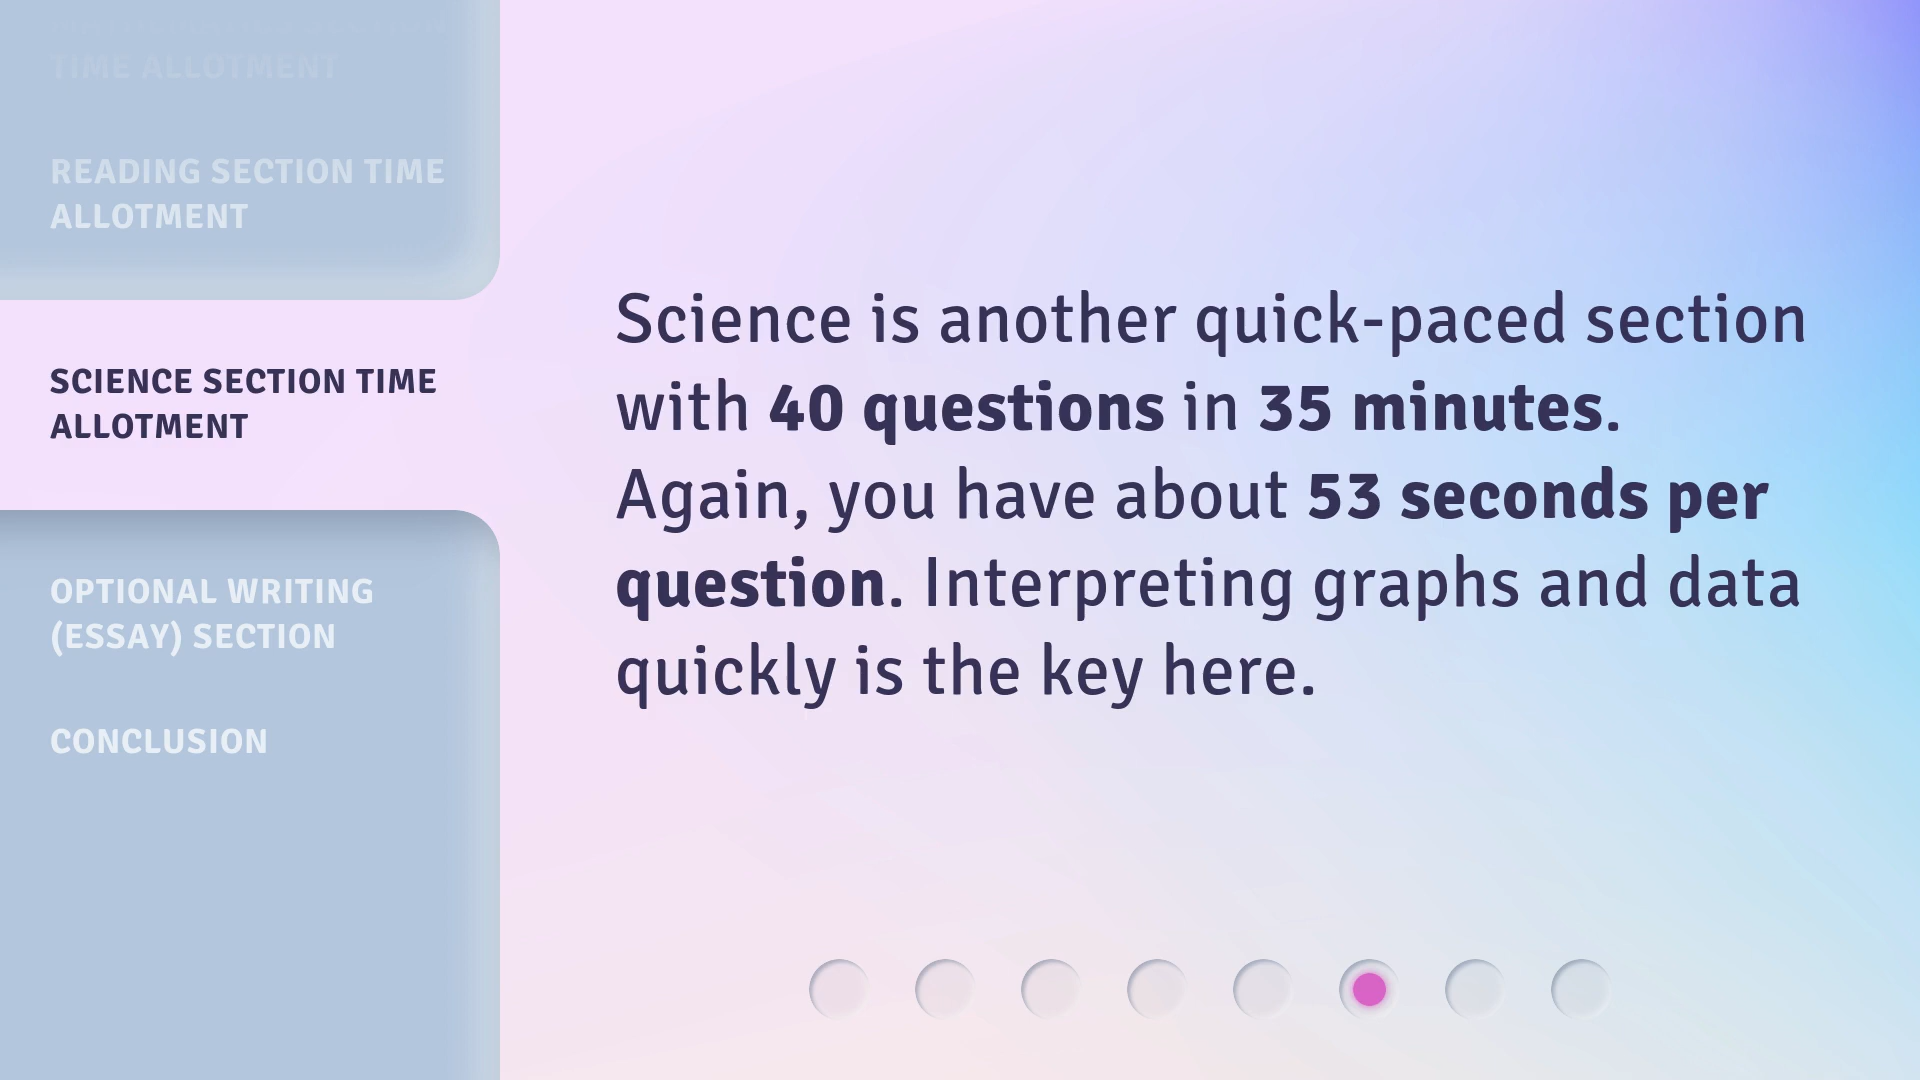 TIME ALLOTMENT
READING SECTION TIME
ALLOTMENT
SCIENCE SECTION TIME
ALLOTMENT
OPTIONAL WRITING
(ESSAY) SECTION
CONCLUSION
Science is another quick-paced section
with 40 questions in 35 minutes.
Again, you have about 53 seconds per
question. Interpreting graphs and data
quickly is the key here.